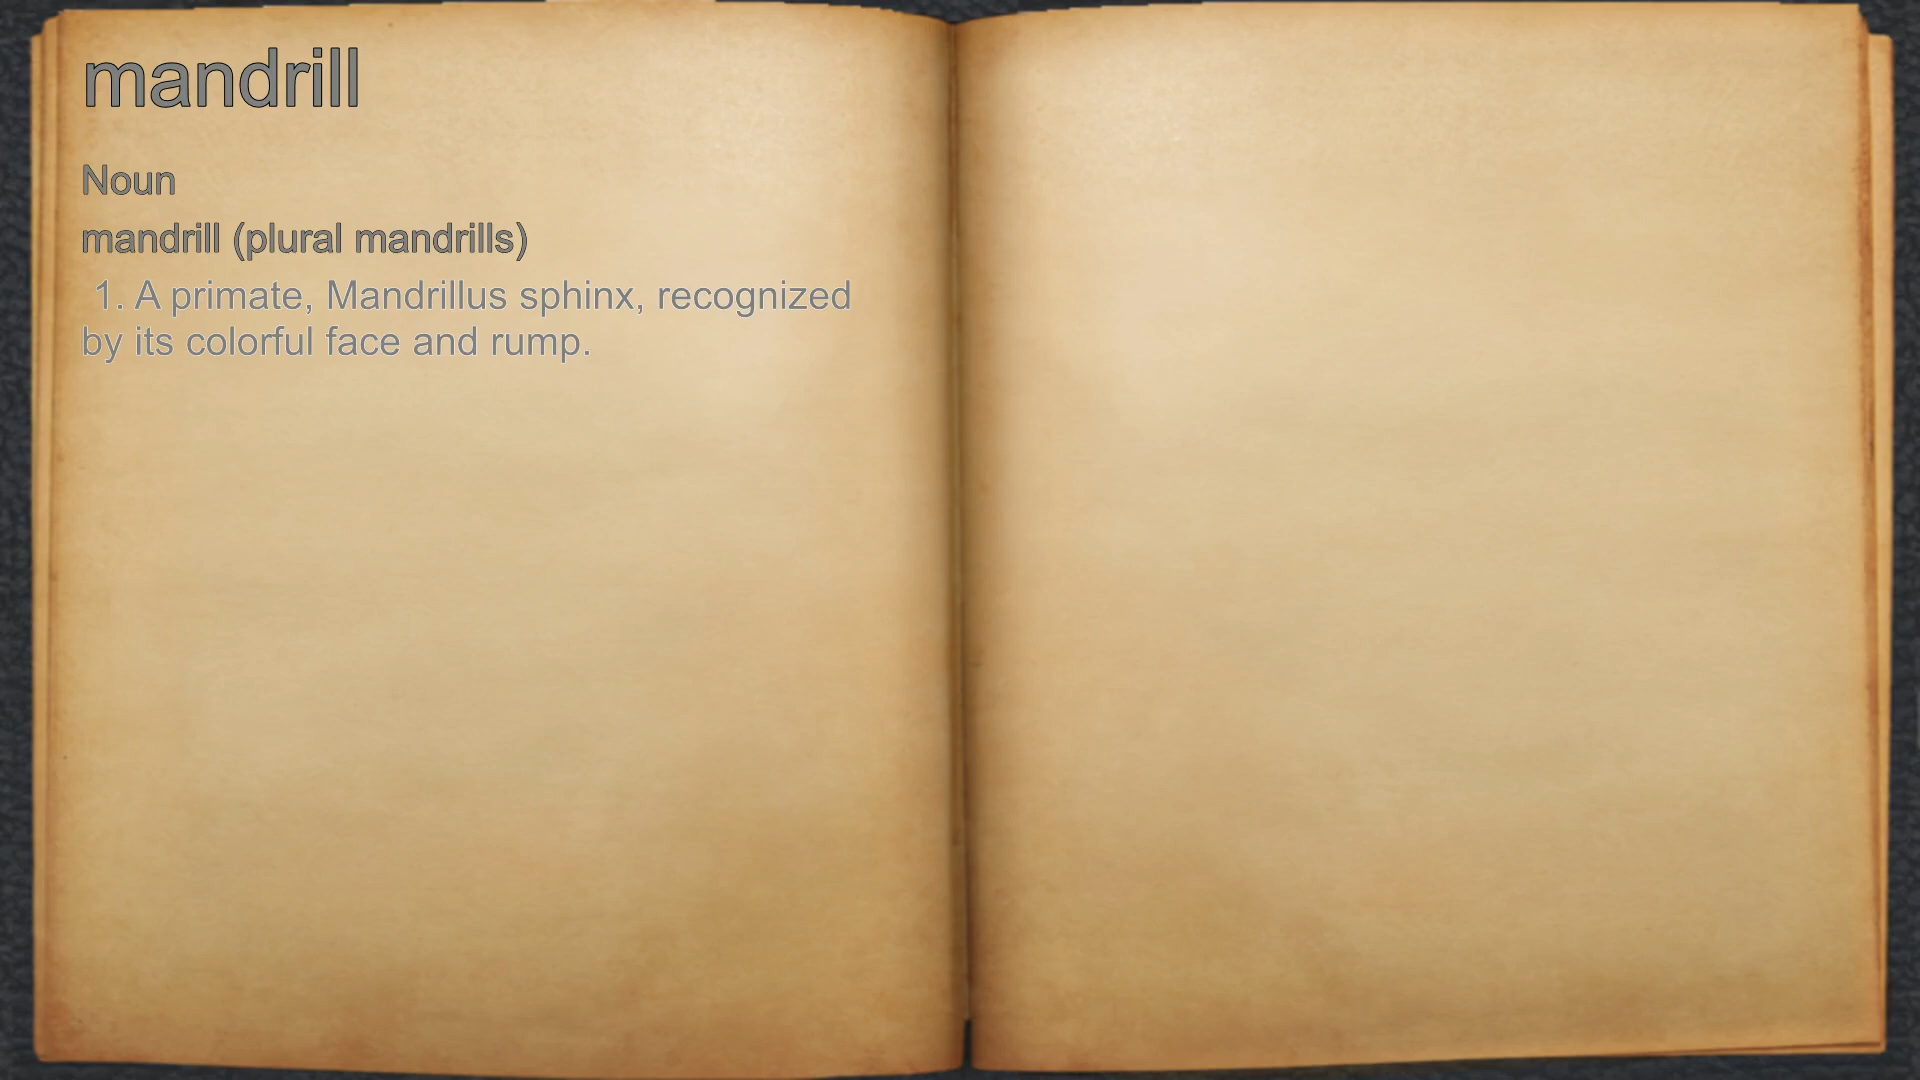 mandrill
Noun
mandrill (plural mandrills)
1. A primate, Mandrillus sphinx, recognized
by its colorful face and rump.